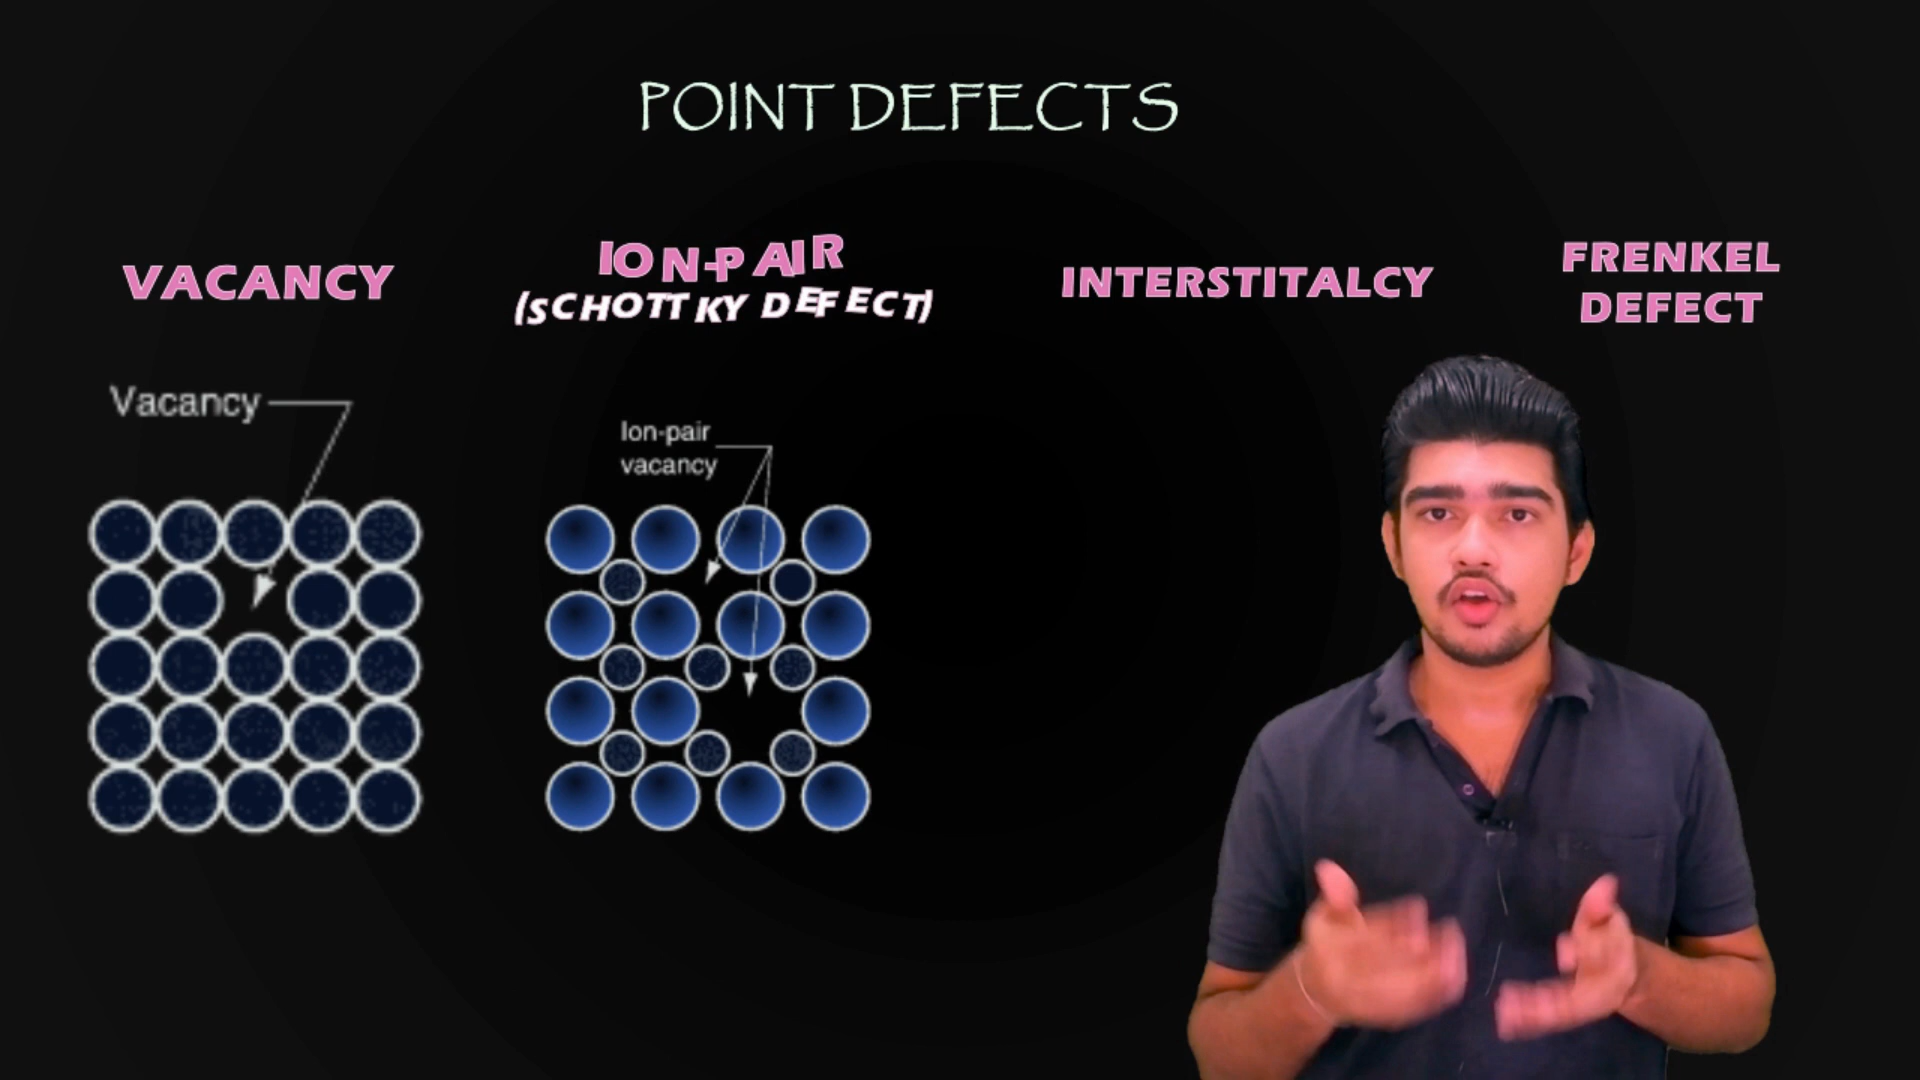 POINT DEFECTS
VACANCY
ION-PAIR
(SCHOTTKY DEFECT)
INTERSTITALCY
FRENKEL
DEFECT
Vacancy
Ion-pair
vacancy